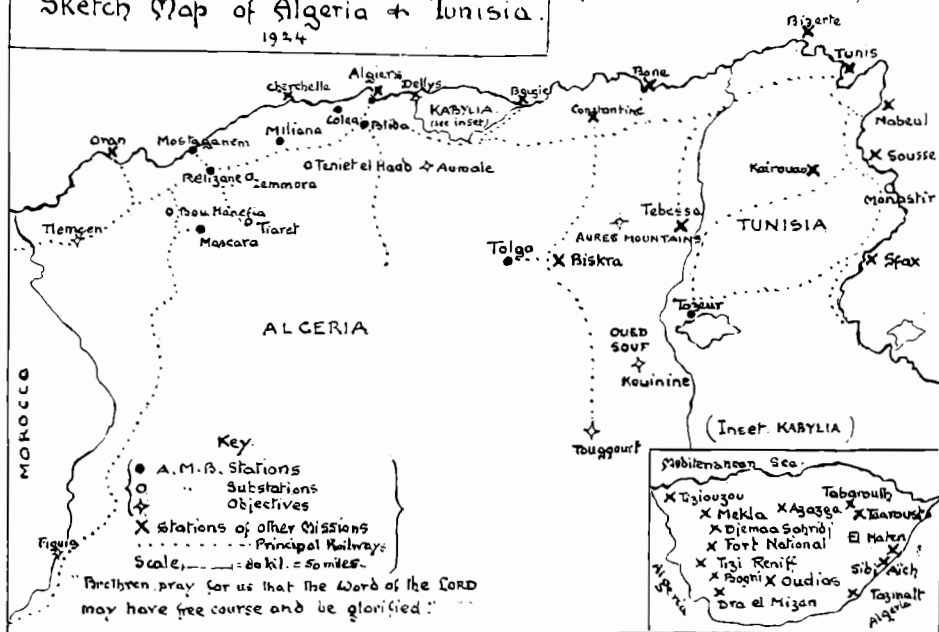 Sketch Map of Algeria & Tunisia.
1924
Bizerte
Tunis
Bone
Algiers
Dellys
Cherchelle
Bougie
KABYLIA
(see inset)
Constantine
Nabeul
Colea
Blida
Miliana
Mostaganem
Oran
Sousse
Teniet el Haab
Aumale
Kairouan
Relizane
Zemmora
Monastir
Bou Hanefia
Tiaret
Tlemcen
Mascara
Tebessa
AURES MOUNTAINS
TUNISIA
Tolga
Biskra
Sfax
Tozeur
ALGERIA
OUED
SOUF
Kouinine
MOROCCO
Touggourt
(Inset. KABYLIA)
Key.
A.M.B. Stations
" Substations
Objectives
Stations of other Missions
Principal Railways
Scale, = 80 kil. = 50 miles.
Figuig
"Brethren pray for us that the Word of the LORD
may have free course and be glorified."
Mediterranean Sea.
Tiziouzou
Tabarouth
Mekla
Azazga
Djemaa Sahridj
Fort National
El Maten
Tizi Renif
Sidi Aïch
Bogni
Oudias
Dra el Mizan
Tazmalt
Algeria
Algeria